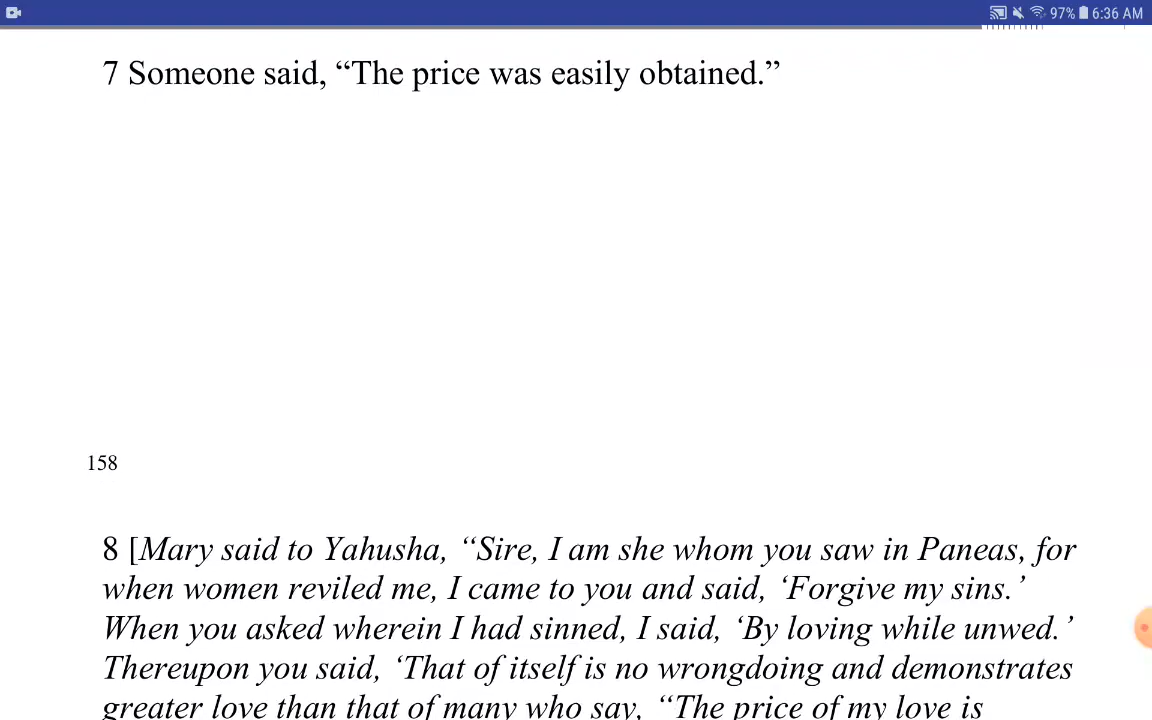 97% 6:36 AM
7 Someone said, “The price was easily obtained.”
158
8 [Mary said to Yahusha, “Sire, I am she whom you saw in Paneas, for
when women reviled me, I came to you and said, ‘Forgive my sins.’
When you asked wherein I had sinned, I said, ‘By loving while unwed.’
Thereupon you said, ‘That of itself is no wrongdoing and demonstrates
greater love than that of many who say, “The price of my love is